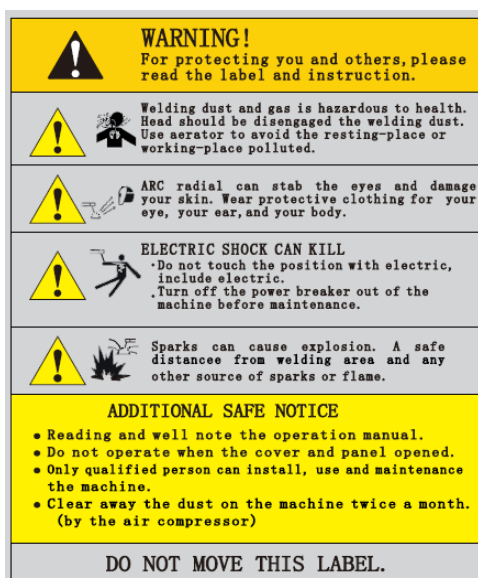 WARNING!
For protecting you and others, please
read the label and instruction.
Welding dust and gas is hazardous to health.
Head should be disengaged the welding dust.
Use aerator to avoid the resting-place or
working-place polluted.
ARC radial can stab the eyes and damage
your skin. Wear protective clothing for your
eye, your ear, and your body.
ELECTRIC SHOCK CAN KILL
·Do not touch the position with electric,
include electric.
.Turn off the power breaker out of the
machine before maintenance.
Sparks can cause explosion. A safe
distancee from welding area and any
other source of sparks or flame.
ADDITIONAL SAFE NOTICE
● Reading and well note the operation manual.
● Do not operate when the cover and panel opened.
● Only qualified person can install, use and maintenance
the machine.
● Clear away the dust on the machine twice a month.
(by the air compressor)
DO NOT MOVE THIS LABEL.